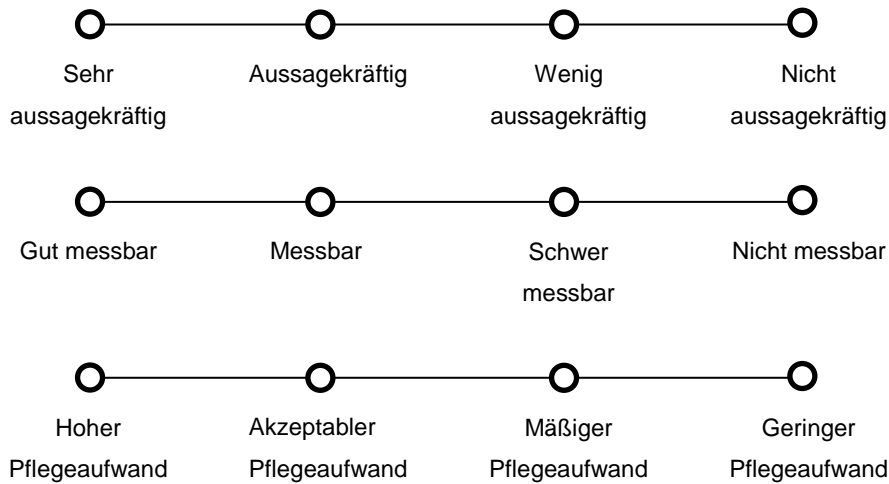 Sehr Aussagekräftig Wenig Nicht
aussagekräftig aussagekräftig aussagekräftig
Gut messbar Messbar Schwer Nicht messbar
messbar
Hoher Akzeptabler Mäßiger Geringer
Pflegeaufwand Pflegeaufwand Pflegeaufwand Pflegeaufwand